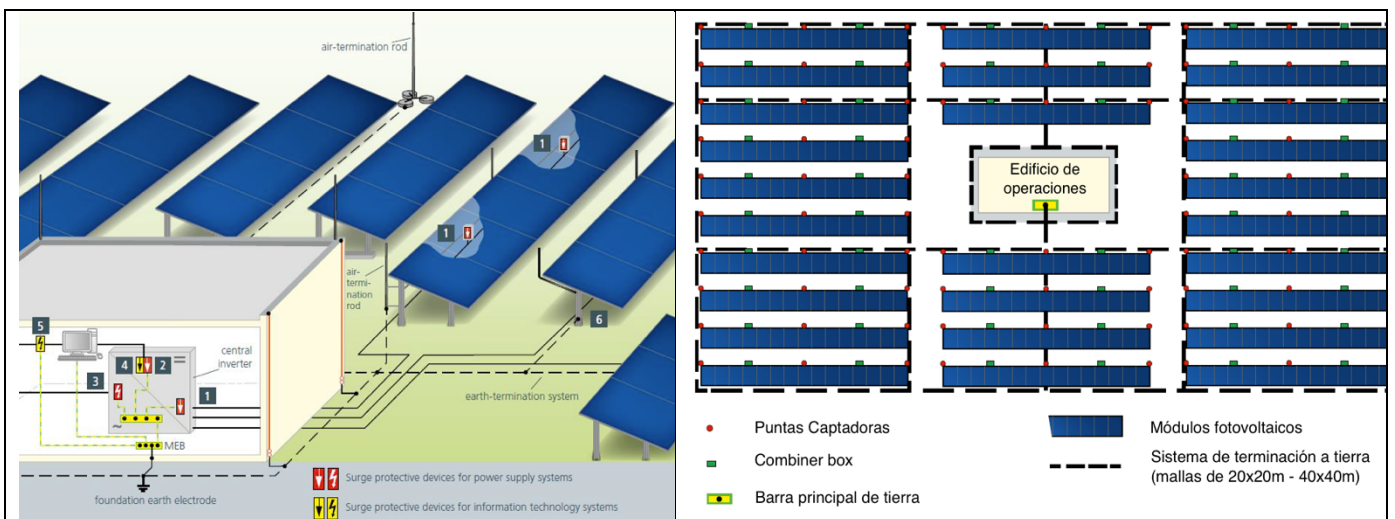 air-termination rod
1
1
air-
termi-
nation
rod
6
5
central
inverter
4
2
3
1
earth-termination system
MEB
foundation earth electrode
Surge protective devices for power supply systems
Surge protective devices for information technology systems
Edificio de
operaciones
Puntas Captadoras
Combiner box
Barra principal de tierra
Módulos fotovoltaicos
Sistema de terminación a tierra
(mallas de 20x20m - 40x40m)